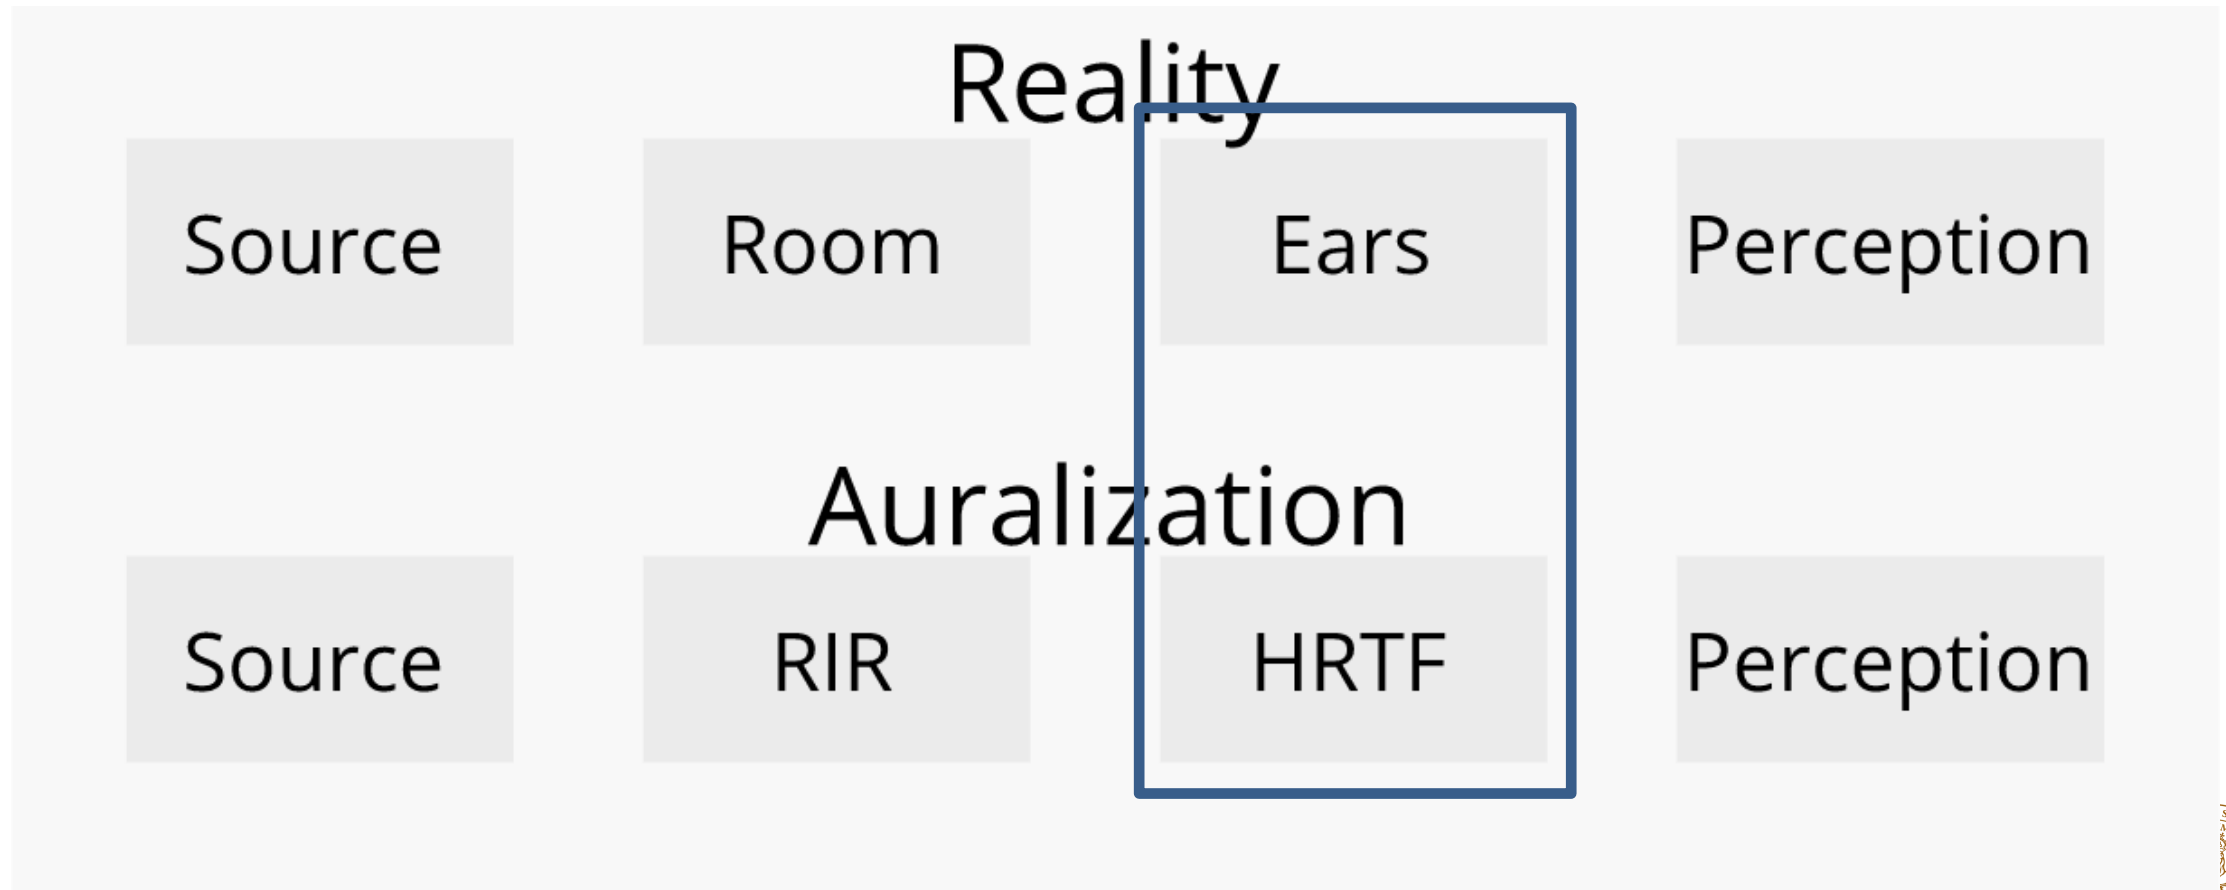 Reality
Source Room Ears Perception
Auralization
Source RIR HRTF Perception